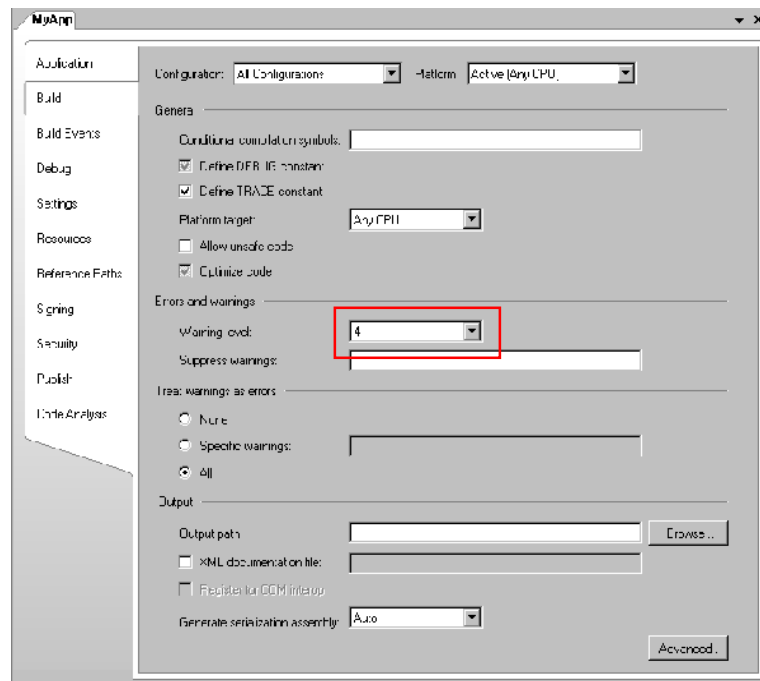 MyApp
Application
Build
Build Events
Debug
Settings
Resources
Reference Paths
Signing
Security
Publish
Code Analysis
Configuration: All Configurations Platform: Active (Any CPU)
General
Conditional compilation symbols:
Define DEBUG constant
Define TRACE constant
Platform target: Any CPU
Allow unsafe code
Optimize code
Errors and warnings
Warning level: 4
Suppress warnings:
Treat warnings as errors
None
Specific warnings:
All
Output
Output path:
Browse...
XML documentation file:
Register for COM interop
Generate serialization assembly: Auto
Advanced...